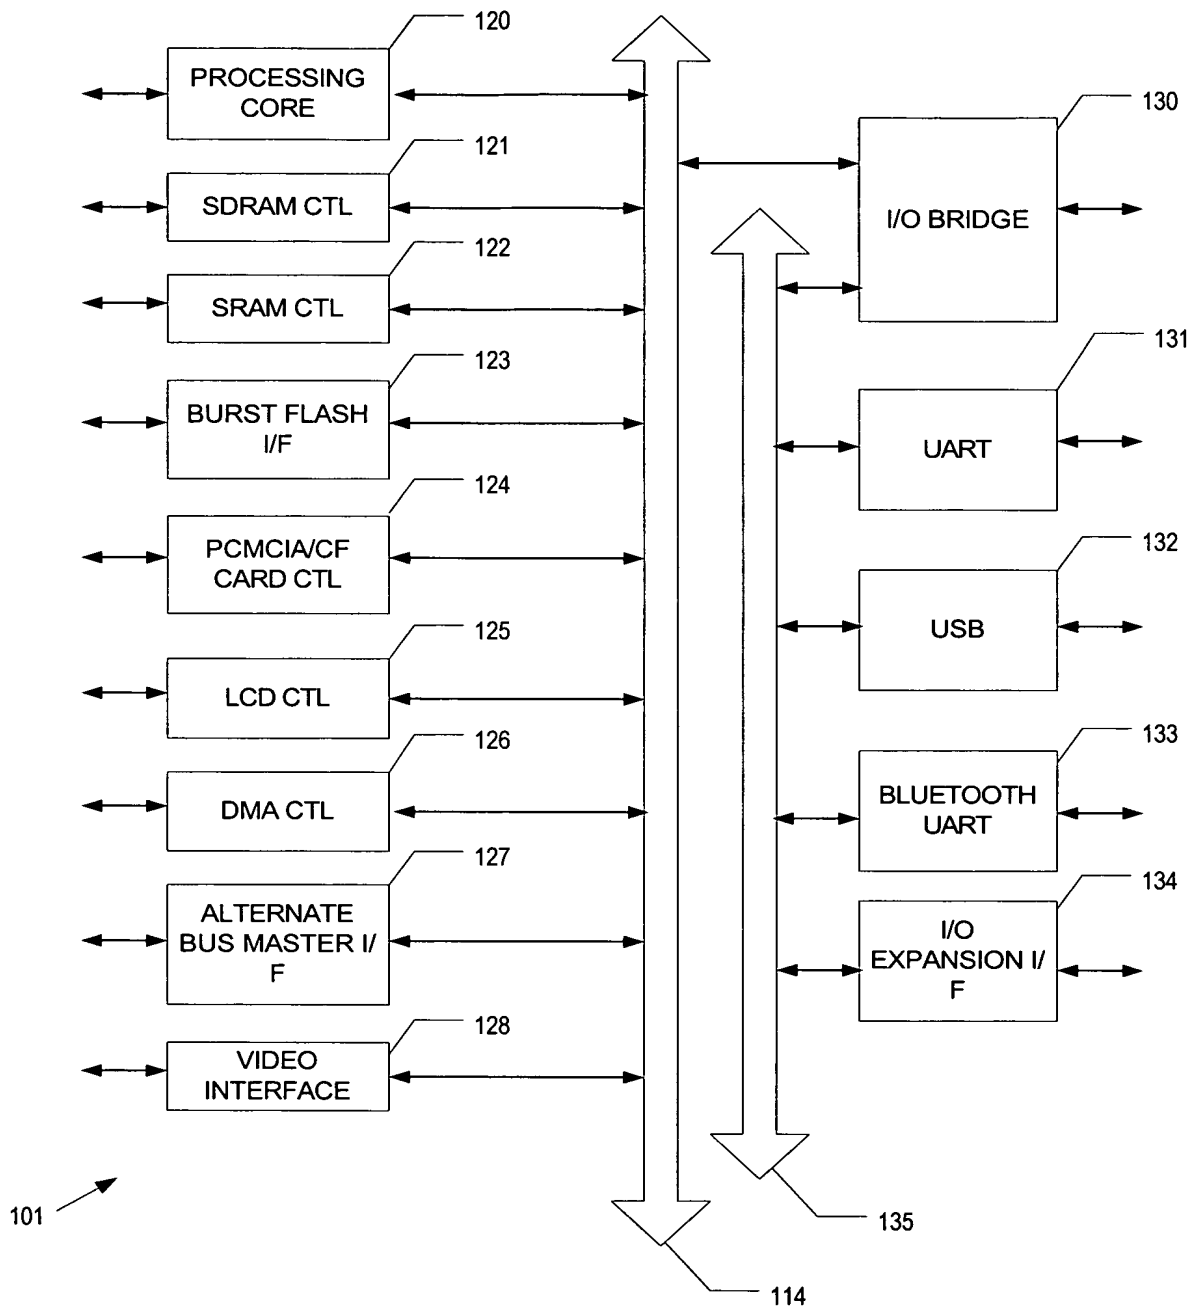 120
PROCESSING
CORE
121
SDRAM CTL
122
SRAM CTL
123
BURST FLASH
I/F
124
PCMCIA/CF
CARD CTL
125
LCD CTL
126
DMA CTL
127
ALTERNATE
BUS MASTER I/
F
128
VIDEO
INTERFACE
130
I/O BRIDGE
131
UART
132
USB
133
BLUETOOTH
UART
134
I/O
EXPANSION I/
F
101
135
114